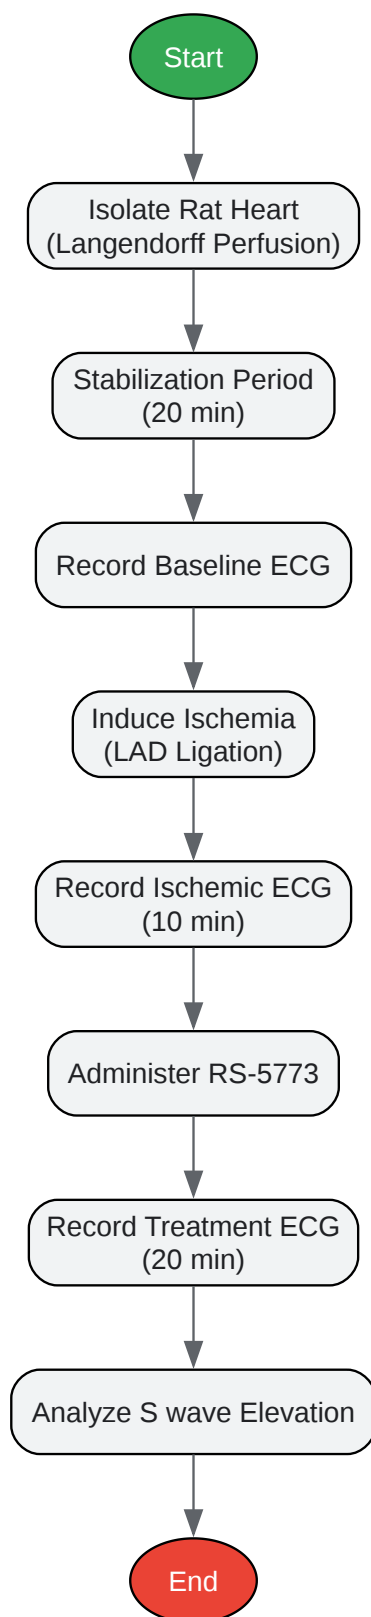 Start
Isolate Rat Heart
(Langendorff Perfusion)
Stabilization Period
(20 min)
Record Baseline ECG
Induce Ischemia
(LAD Ligation)
Record Ischemic ECG
(10 min)
Administer RS-5773
Record Treatment ECG
(20 min)
Analyze S wave Elevation
End